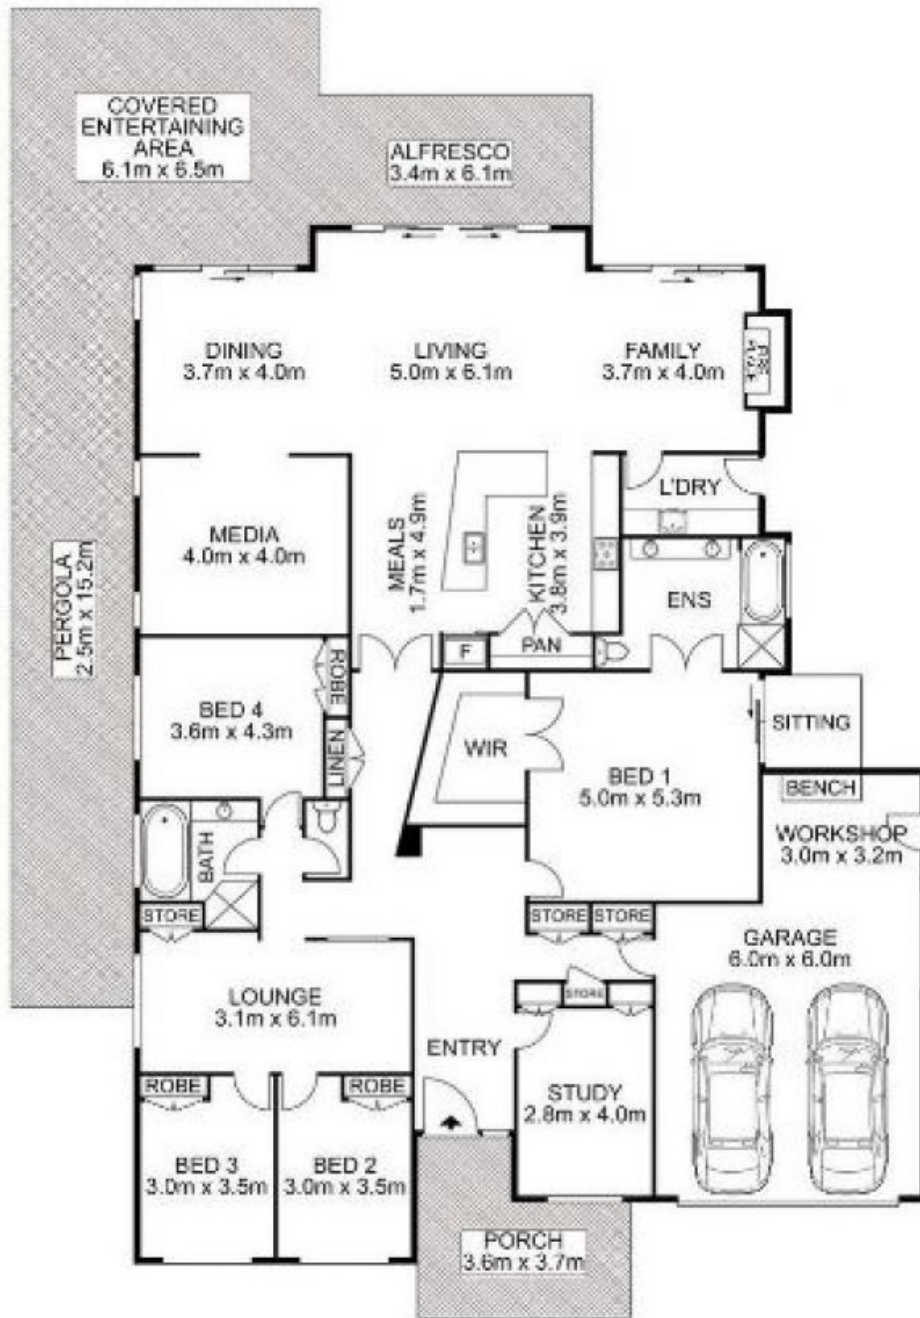 COVERED
ENTERTAINING
AREA
6.1m x 6.5m
ALFRESCO
3.4m x 6.1m
DINING
3.7m x 4.0m
LIVING
5.0m x 6.1m
FAMILY
3.7m x 4.0m
FIRE
PLACE
L'DRY
MEDIA
4.0m x 4.0m
MEALS
1.7m x 4.9m
KITCHEN
3.8m x 3.9m
ENS
PERGOLA
2.5m x 15.2m
F
PAN
BED 4
3.6m x 4.3m
ROBE
LINEN
WIR
BED 1
5.0m x 5.3m
SITTING
BENCH
WORKSHOP
3.0m x 3.2m
BATH
STORE
STORE
STORE
GARAGE
6.0m x 6.0m
LOUNGE
3.1m x 6.1m
STORE
ENTRY
ROBE
ROBE
STUDY
2.8m x 4.0m
BED 3
3.0m x 3.5m
BED 2
3.0m x 3.5m
PORCH
3.6m x 3.7m